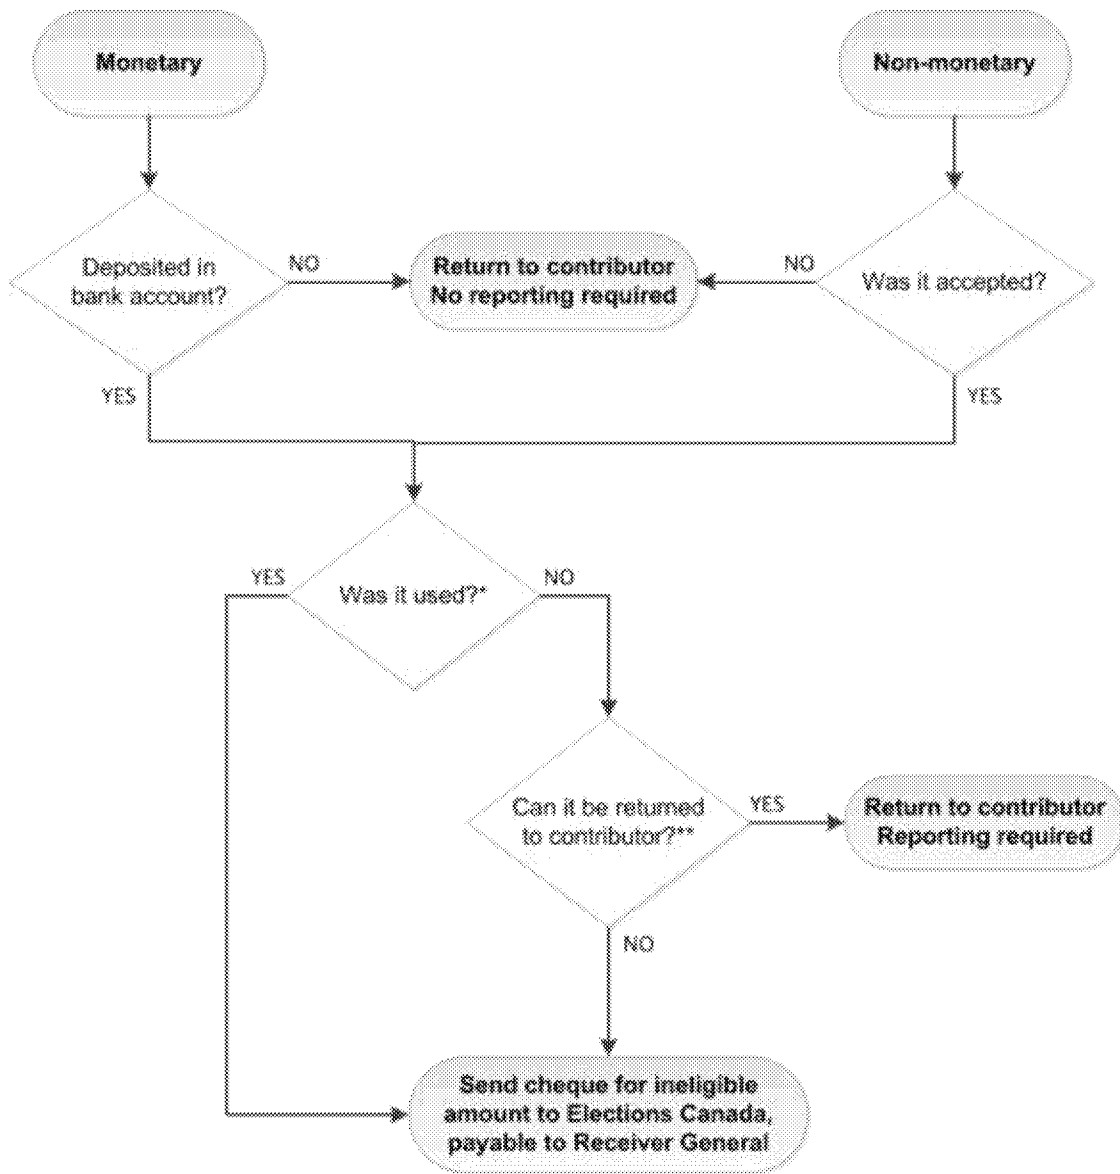 Monetary
Non-monetary
Deposited in
bank account?
NO
Return to contributor
No reporting required
NO
Was it accepted?
YES
YES
YES
Was it used?*
NO
Can it be returned
to contributor?**
YES
Return to contributor
Reporting required
NO
Send cheque for ineligible
amount to Elections Canada,
payable to Receiver General